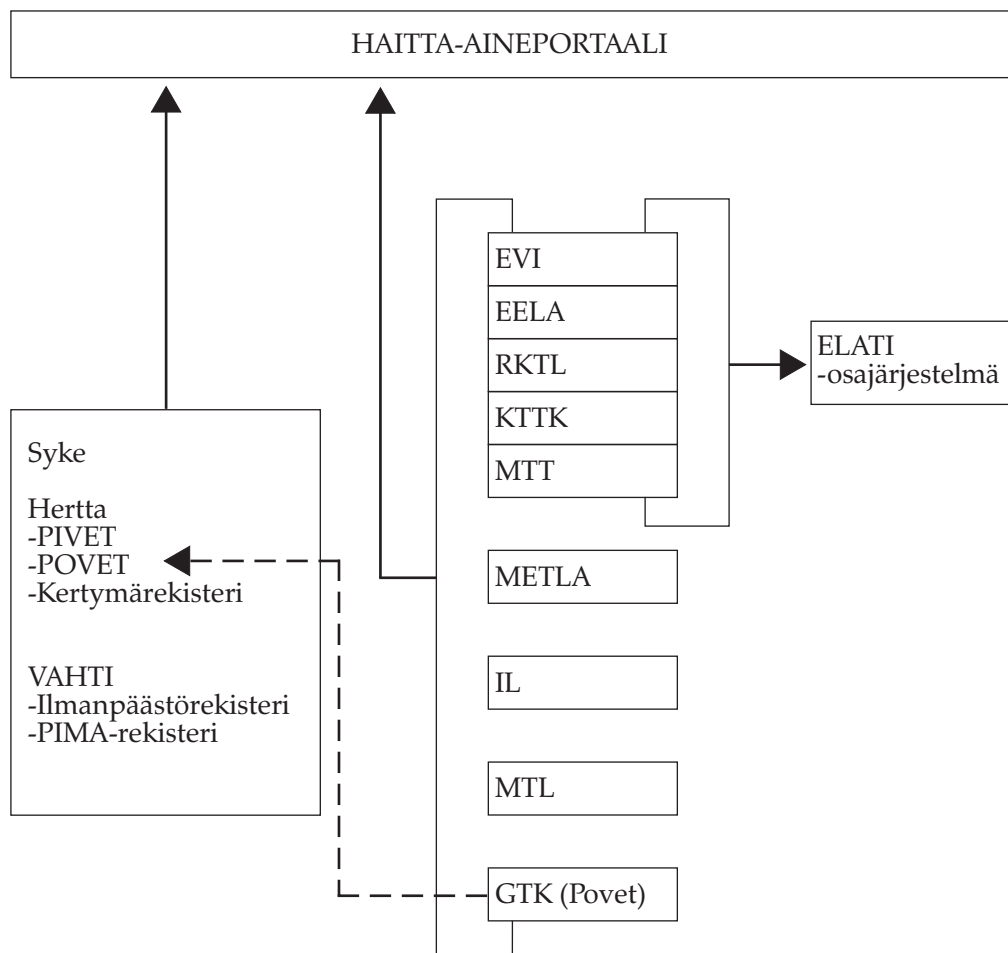 HAITTA-AINEPORTAALI
EVI
EELA
RKTL
KTTK
MTT
ELATI
-osajärjestelmä
Syke
Hertta
-PIVET
-POVET
-Kertymärekisteri
VAHTI
-Ilmanpäästörekisteri
-PIMA-rekisteri
METLA
IL
MTL
GTK (Povet)